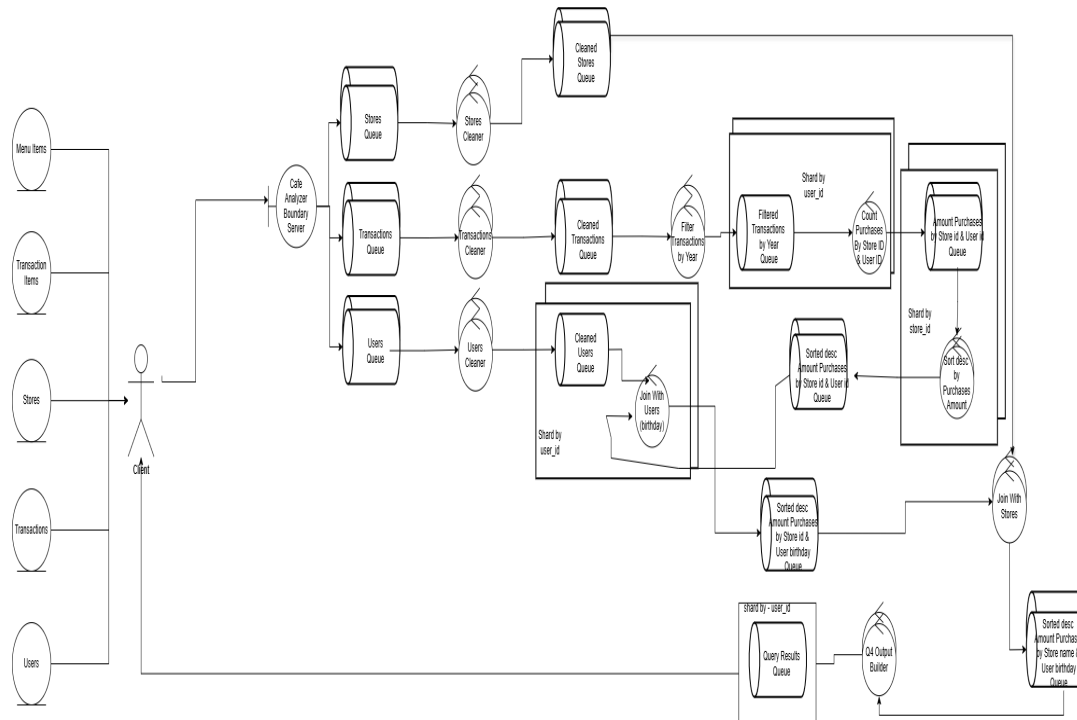 Menu Items
Transaction
Items
Stores
Transactions
Users
Client
Cafe
Analyzer
Boundary
Server
Stores
Queue
Transactions
Queue
Users
Queue
Stores
Cleaner
Transactions
Cleaner
Users
Cleaner
Cleaned
Stores
Queue
Cleaned
Transactions
Queue
Filter
Transactions
by Year
Shard by
user_id
Filtered
Transactions
by Year
Queue
Count
Purchases
By Store ID
& User ID
Amount Purchases
by Store id & User id
Queue
Shard by
store_id
Sort desc
by
Purchases
Amount
Sorted desc
Amount Purchases
by Store id & User id
Queue
Cleaned
Users
Queue
Join With
Users
(birthday)
Shard by
user_id
Sorted desc
Amount Purchases
by Store id &
User birthday
Queue
Join With
Stores
Sorted desc
Amount Purchas
by Store name &
User birthday
Queue
Q4 Output
Builder
shard by - user_id
Query Results
Queue